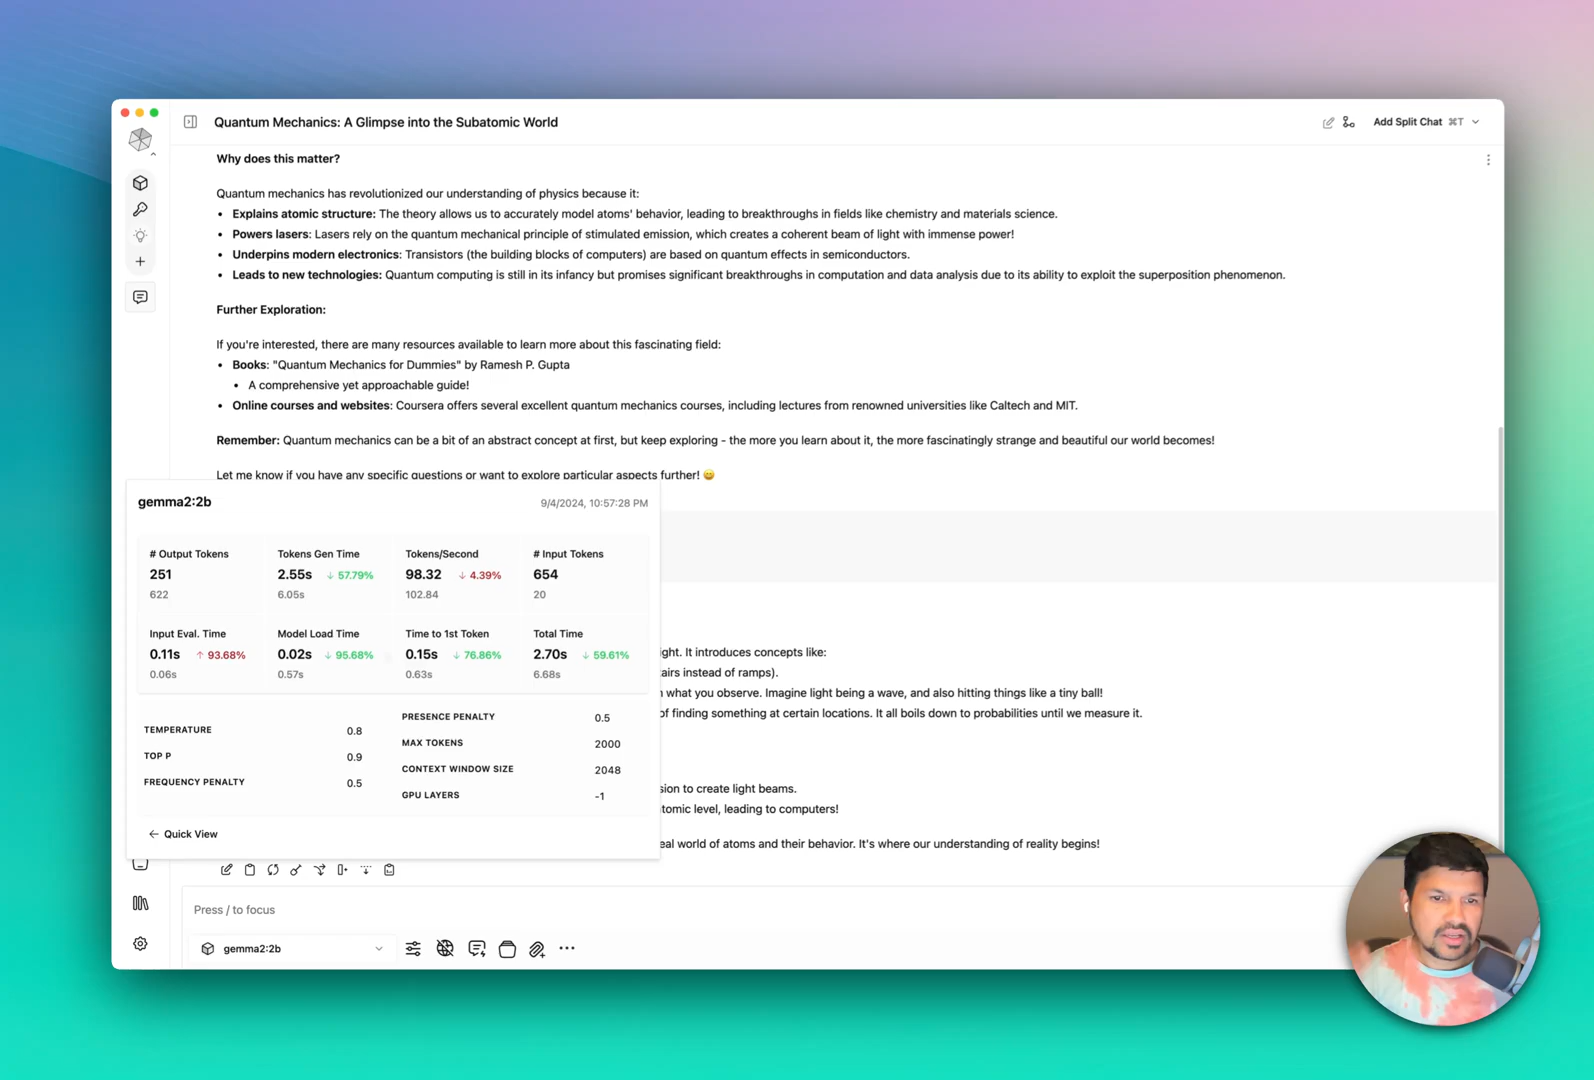 Quantum Mechanics: A Glimpse into the Subatomic World
Add Split Chat ⌘T
Why does this matter?
Quantum mechanics has revolutionized our understanding of physics because it:
• Explains atomic structure: The theory allows us to accurately model atoms' behavior, leading to breakthroughs in fields like chemistry and materials science.
• Powers lasers: Lasers rely on the quantum mechanical principle of stimulated emission, which creates a coherent beam of light with immense power!
• Underpins modern electronics: Transistors (the building blocks of computers) are based on quantum effects in semiconductors.
• Leads to new technologies: Quantum computing is still in its infancy but promises significant breakthroughs in computation and data analysis due to its ability to exploit the superposition phenomenon.
Further Exploration:
If you're interested, there are many resources available to learn more about this fascinating field:
• Books: "Quantum Mechanics for Dummies" by Ramesh P. Gupta
• A comprehensive yet approachable guide!
• Online courses and websites: Coursera offers several excellent quantum mechanics courses, including lectures from renowned universities like Caltech and MIT.
Remember: Quantum mechanics can be a bit of an abstract concept at first, but keep exploring - the more you learn about it, the more fascinatingly strange and beautiful our world becomes!
Let me know if you have any specific questions or want to explore particular aspects further! 😄
gemma2:2b 9/4/2024, 10:57:28 PM
# Output Tokens Tokens Gen Time Tokens/Second # Input Tokens
251 2.55s ↓ 57.79% 98.32 ↓ 4.39% 654
622 6.05s 102.84 20
Input Eval. Time Model Load Time Time to 1st Token Total Time
0.11s ↑ 93.68% 0.02s ↓ 95.68% 0.15s ↓ 76.86% 2.70s ↓ 59.61%
0.06s 0.57s 0.63s 6.68s
TEMPERATURE 0.8
TOP P 0.9
FREQUENCY PENALTY 0.5
PRESENCE PENALTY 0.5
MAX TOKENS 2000
CONTEXT WINDOW SIZE 2048
GPU LAYERS -1
← Quick View
ght. It introduces concepts like:
airs instead of ramps).
what you observe. Imagine light being a wave, and also hitting things like a tiny ball!
of finding something at certain locations. It all boils down to probabilities until we measure it.
sion to create light beams.
tomic level, leading to computers!
eal world of atoms and their behavior. It's where our understanding of reality begins!
Press / to focus
gemma2:2b